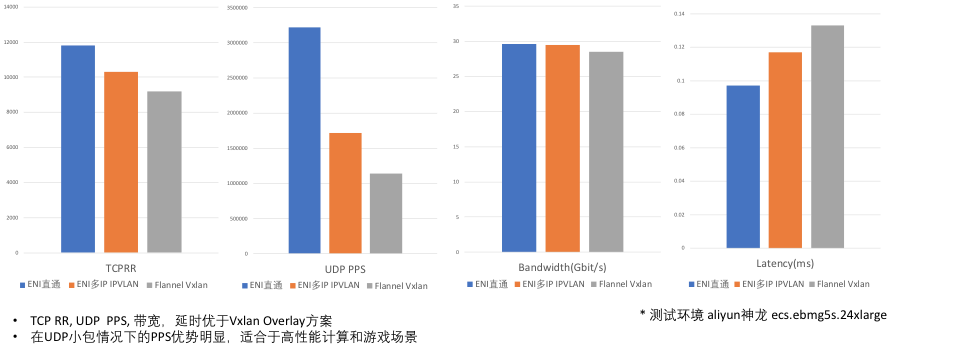 14000
12000
10000
8000
6000
4000
2000
0
TCPRR
ENI直通 ENI多IP IPVLAN Flannel Vxlan
3500000
3000000
2500000
2000000
1500000
1000000
500000
0
UDP PPS
ENI直通 ENI多IP IPVLAN Flannel Vxlan
35
30
25
20
15
10
5
0
Bandwidth(Gbit/s)
ENI直通 ENI多IP IPVLAN Flannel Vxlan
0.14
0.12
0.1
0.08
0.06
0.04
0.02
0
Latency(ms)
ENI直通 ENI多IP IPVLAN Flannel Vxlan
• TCP RR, UDP PPS, 带宽，延时优于Vxlan Overlay方案
• 在UDP小包情况下的PPS优势明显，适合于高性能计算和游戏场景
* 测试环境 aliyun神龙 ecs.ebmg5s.24xlarge